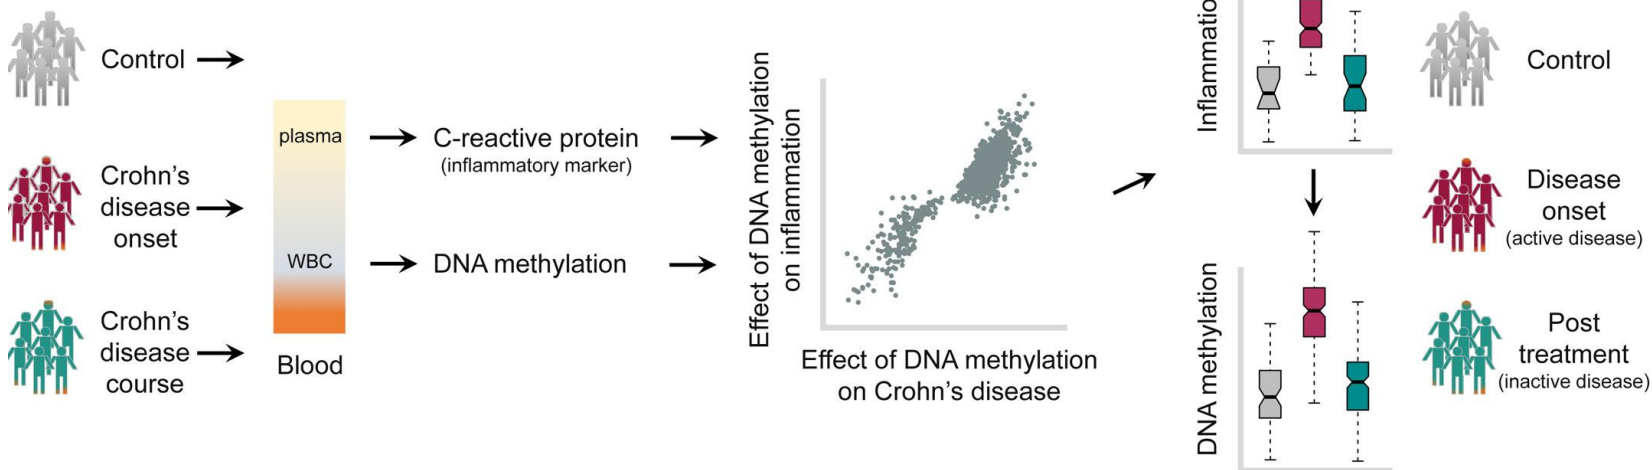 Control
Crohn's
disease
onset
Crohn's
disease
course
plasma
WBC
Blood
C-reactive protein
(inflammatory marker)
DNA methylation
Effect of DNA methylation
on inflammation
Effect of DNA methylation
on Crohn's disease
DNA methylation
Control
Disease
onset
(active disease)
Post
treatment
(inactive disease)